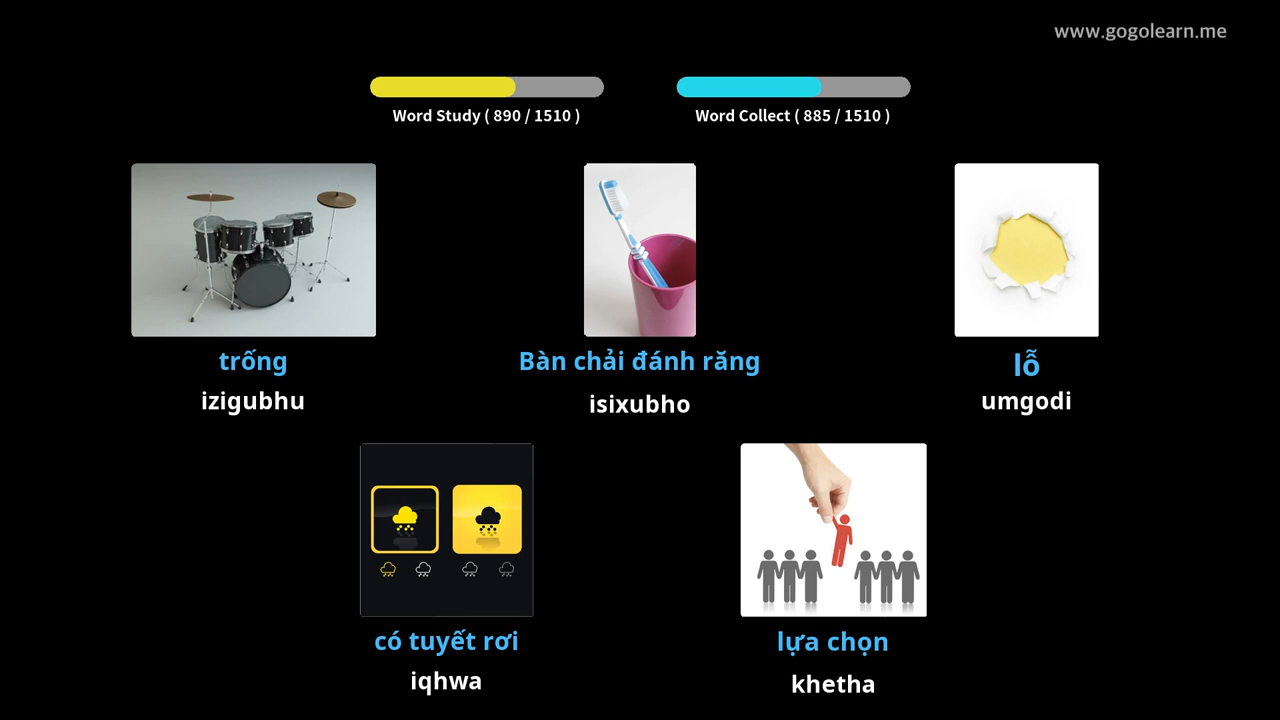 www.gogolearn.me
Word Study ( 890 / 1510 )
Word Collect ( 885 / 1510 )
trống
Bàn chải đánh răng
lỗ
izigubhu
isixubho
umgodi
có tuyết rơi
lựa chọn
iqhwa
khetha